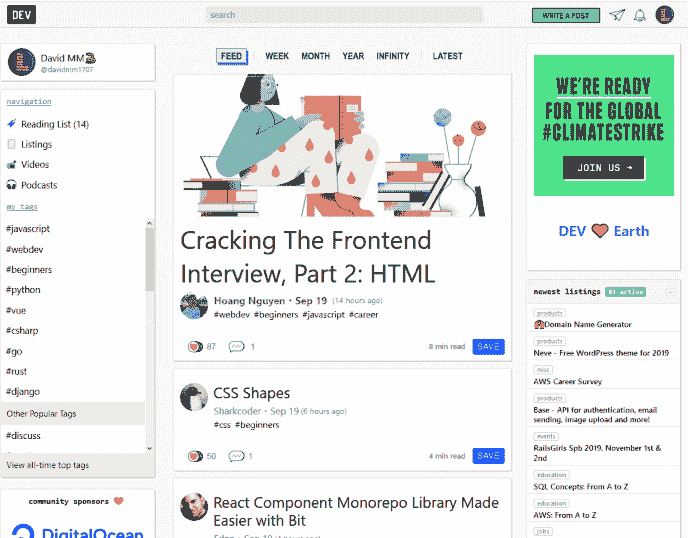 DEV
search
WRITE A POST
David MM
@davidmm1707
navigation
Reading List (14)
Listings
Videos
Podcasts
my tags
#javascript
#webdev
#beginners
#python
#vue
#csharp
#go
#rust
#django
Other Popular Tags
#discuss
View all-time top tags
community sponsors
DigitalOcean
FEED WEEK MONTH YEAR INFINITY LATEST
Cracking The Frontend
Interview, Part 2: HTML
Hoang Nguyen • Sep 19 (14 hours ago)
#webdev #beginners #javascript #career
87 1 8 min read SAVE
CSS Shapes
Sharkcoder • Sep 19 (6 hours ago)
#css #beginners
50 1 4 min read SAVE
React Component Monorepo Library Made
Easier with Bit
WE'RE READY
FOR THE GLOBAL
#CLIMATESTRIKE
JOIN US →
DEV Earth
newest listings active
products
Domain Name Generator
products
Neve - Free WordPress theme for 2019
misc
AWS Career Survey
products
Base - API for authentication, email
sending, image upload and more!
events
RailsGirls Spb 2019, November 1st &
2nd
education
SQL Concepts: From A to Z
education
AWS: From A to Z
jobs